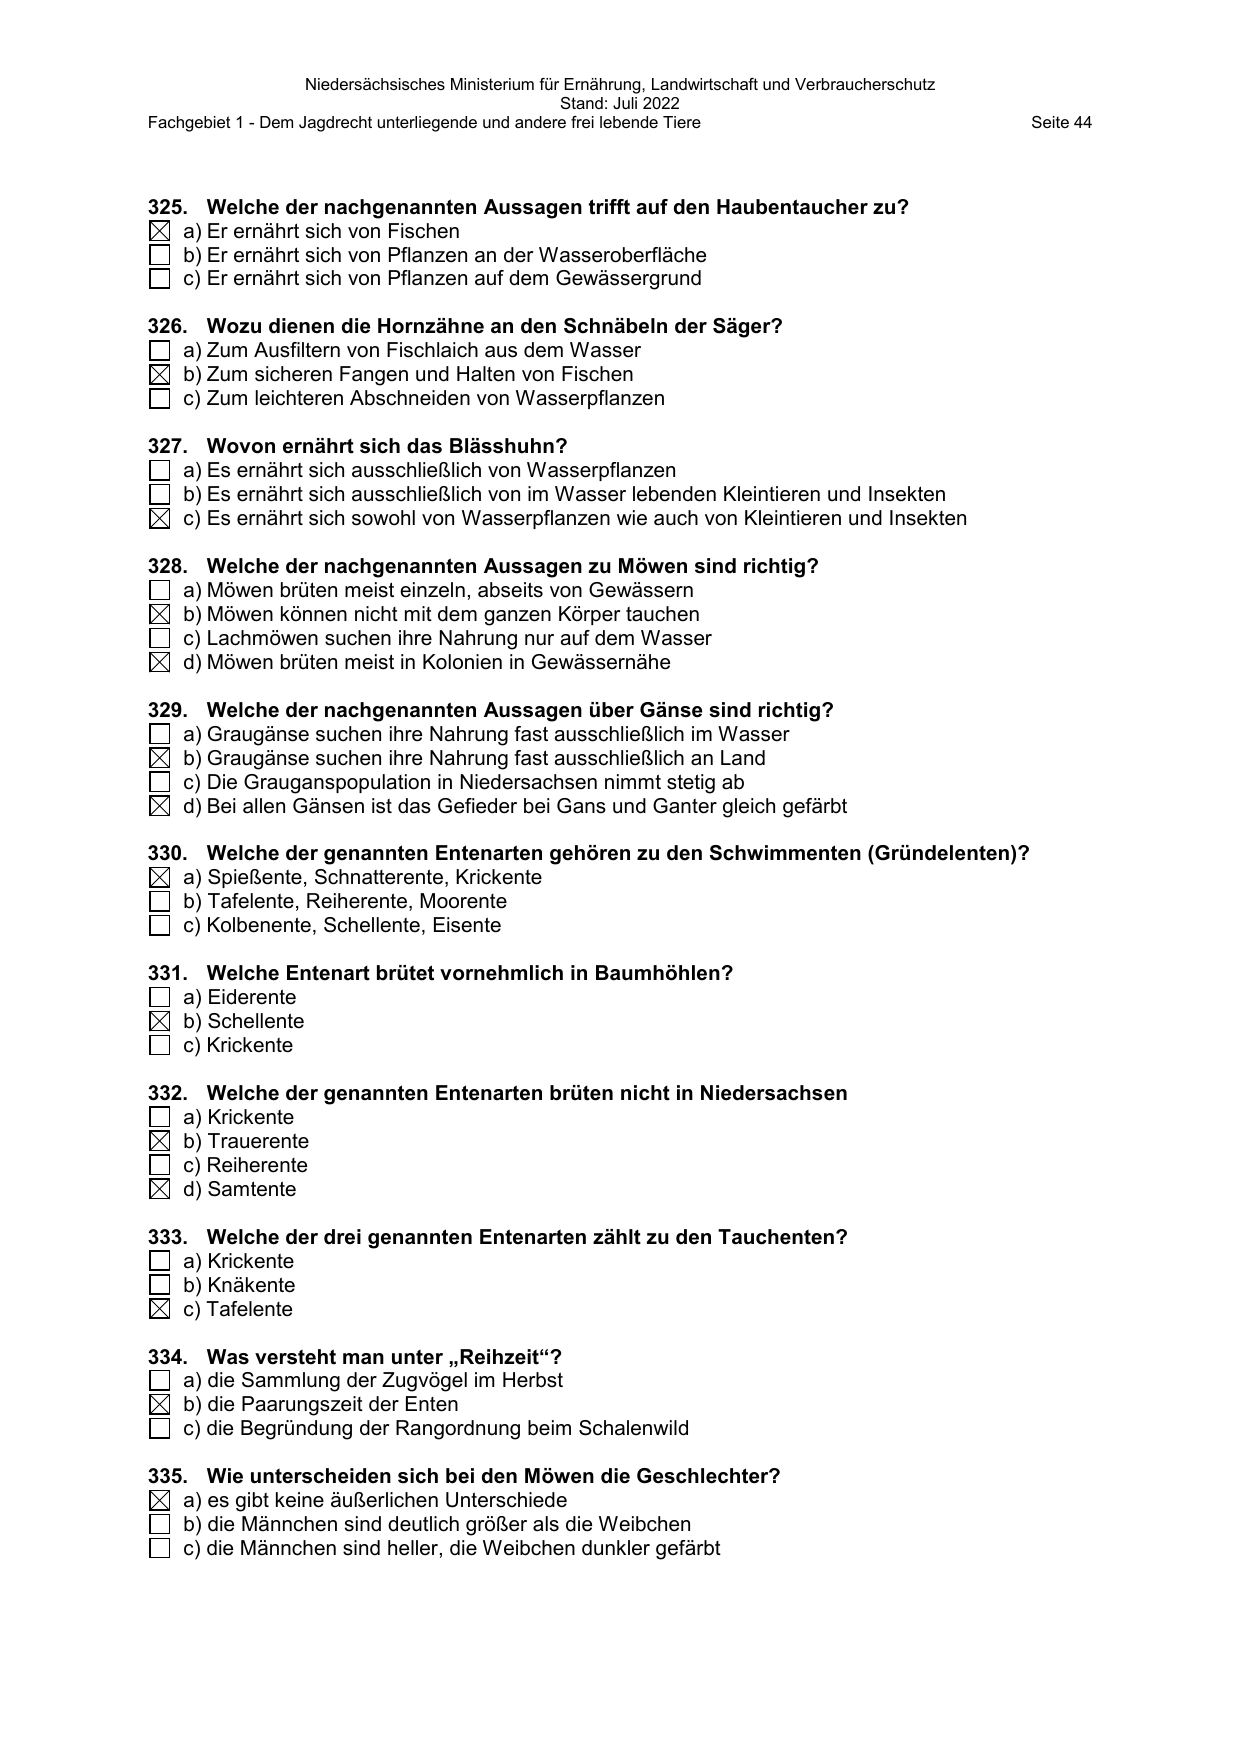 Niedersächsisches Ministerium für Ernährung, Landwirtschaft und Verbraucherschutz
Stand: Juli 2022
Fachgebiet 1 - Dem Jagdrecht unterliegende und andere frei lebende Tiere Seite 44
325. Welche der nachgenannten Aussagen trifft auf den Haubentaucher zu?
☒ a) Er ernährt sich von Fischen
☐ b) Er ernährt sich von Pflanzen an der Wasseroberfläche
☐ c) Er ernährt sich von Pflanzen auf dem Gewässergrund
326. Wozu dienen die Hornzähne an den Schnäbeln der Säger?
☐ a) Zum Ausfiltern von Fischlaich aus dem Wasser
☒ b) Zum sicheren Fangen und Halten von Fischen
☐ c) Zum leichteren Abschneiden von Wasserpflanzen
327. Wovon ernährt sich das Blässhuhn?
☐ a) Es ernährt sich ausschließlich von Wasserpflanzen
☐ b) Es ernährt sich ausschließlich von im Wasser lebenden Kleintieren und Insekten
☒ c) Es ernährt sich sowohl von Wasserpflanzen wie auch von Kleintieren und Insekten
328. Welche der nachgenannten Aussagen zu Möwen sind richtig?
☐ a) Möwen brüten meist einzeln, abseits von Gewässern
☒ b) Möwen können nicht mit dem ganzen Körper tauchen
☐ c) Lachmöwen suchen ihre Nahrung nur auf dem Wasser
☒ d) Möwen brüten meist in Kolonien in Gewässernähe
329. Welche der nachgenannten Aussagen über Gänse sind richtig?
☐ a) Graugänse suchen ihre Nahrung fast ausschließlich im Wasser
☒ b) Graugänse suchen ihre Nahrung fast ausschließlich an Land
☐ c) Die Grauganspopulation in Niedersachsen nimmt stetig ab
☒ d) Bei allen Gänsen ist das Gefieder bei Gans und Ganter gleich gefärbt
330. Welche der genannten Entenarten gehören zu den Schwimmenten (Gründelenten)?
☒ a) Spießente, Schnatterente, Krickente
☐ b) Tafelente, Reiherente, Moorente
☐ c) Kolbenente, Schellente, Eisente
331. Welche Entenart brütet vornehmlich in Baumhöhlen?
☐ a) Eiderente
☒ b) Schellente
☐ c) Krickente
332. Welche der genannten Entenarten brüten nicht in Niedersachsen
☐ a) Krickente
☒ b) Trauerente
☐ c) Reiherente
☒ d) Samtente
333. Welche der drei genannten Entenarten zählt zu den Tauchenten?
☐ a) Krickente
☐ b) Knäkente
☒ c) Tafelente
334. Was versteht man unter „Reihzeit“?
☐ a) die Sammlung der Zugvögel im Herbst
☒ b) die Paarungszeit der Enten
☐ c) die Begründung der Rangordnung beim Schalenwild
335. Wie unterscheiden sich bei den Möwen die Geschlechter?
☒ a) es gibt keine äußerlichen Unterschiede
☐ b) die Männchen sind deutlich größer als die Weibchen
☐ c) die Männchen sind heller, die Weibchen dunkler gefärbt